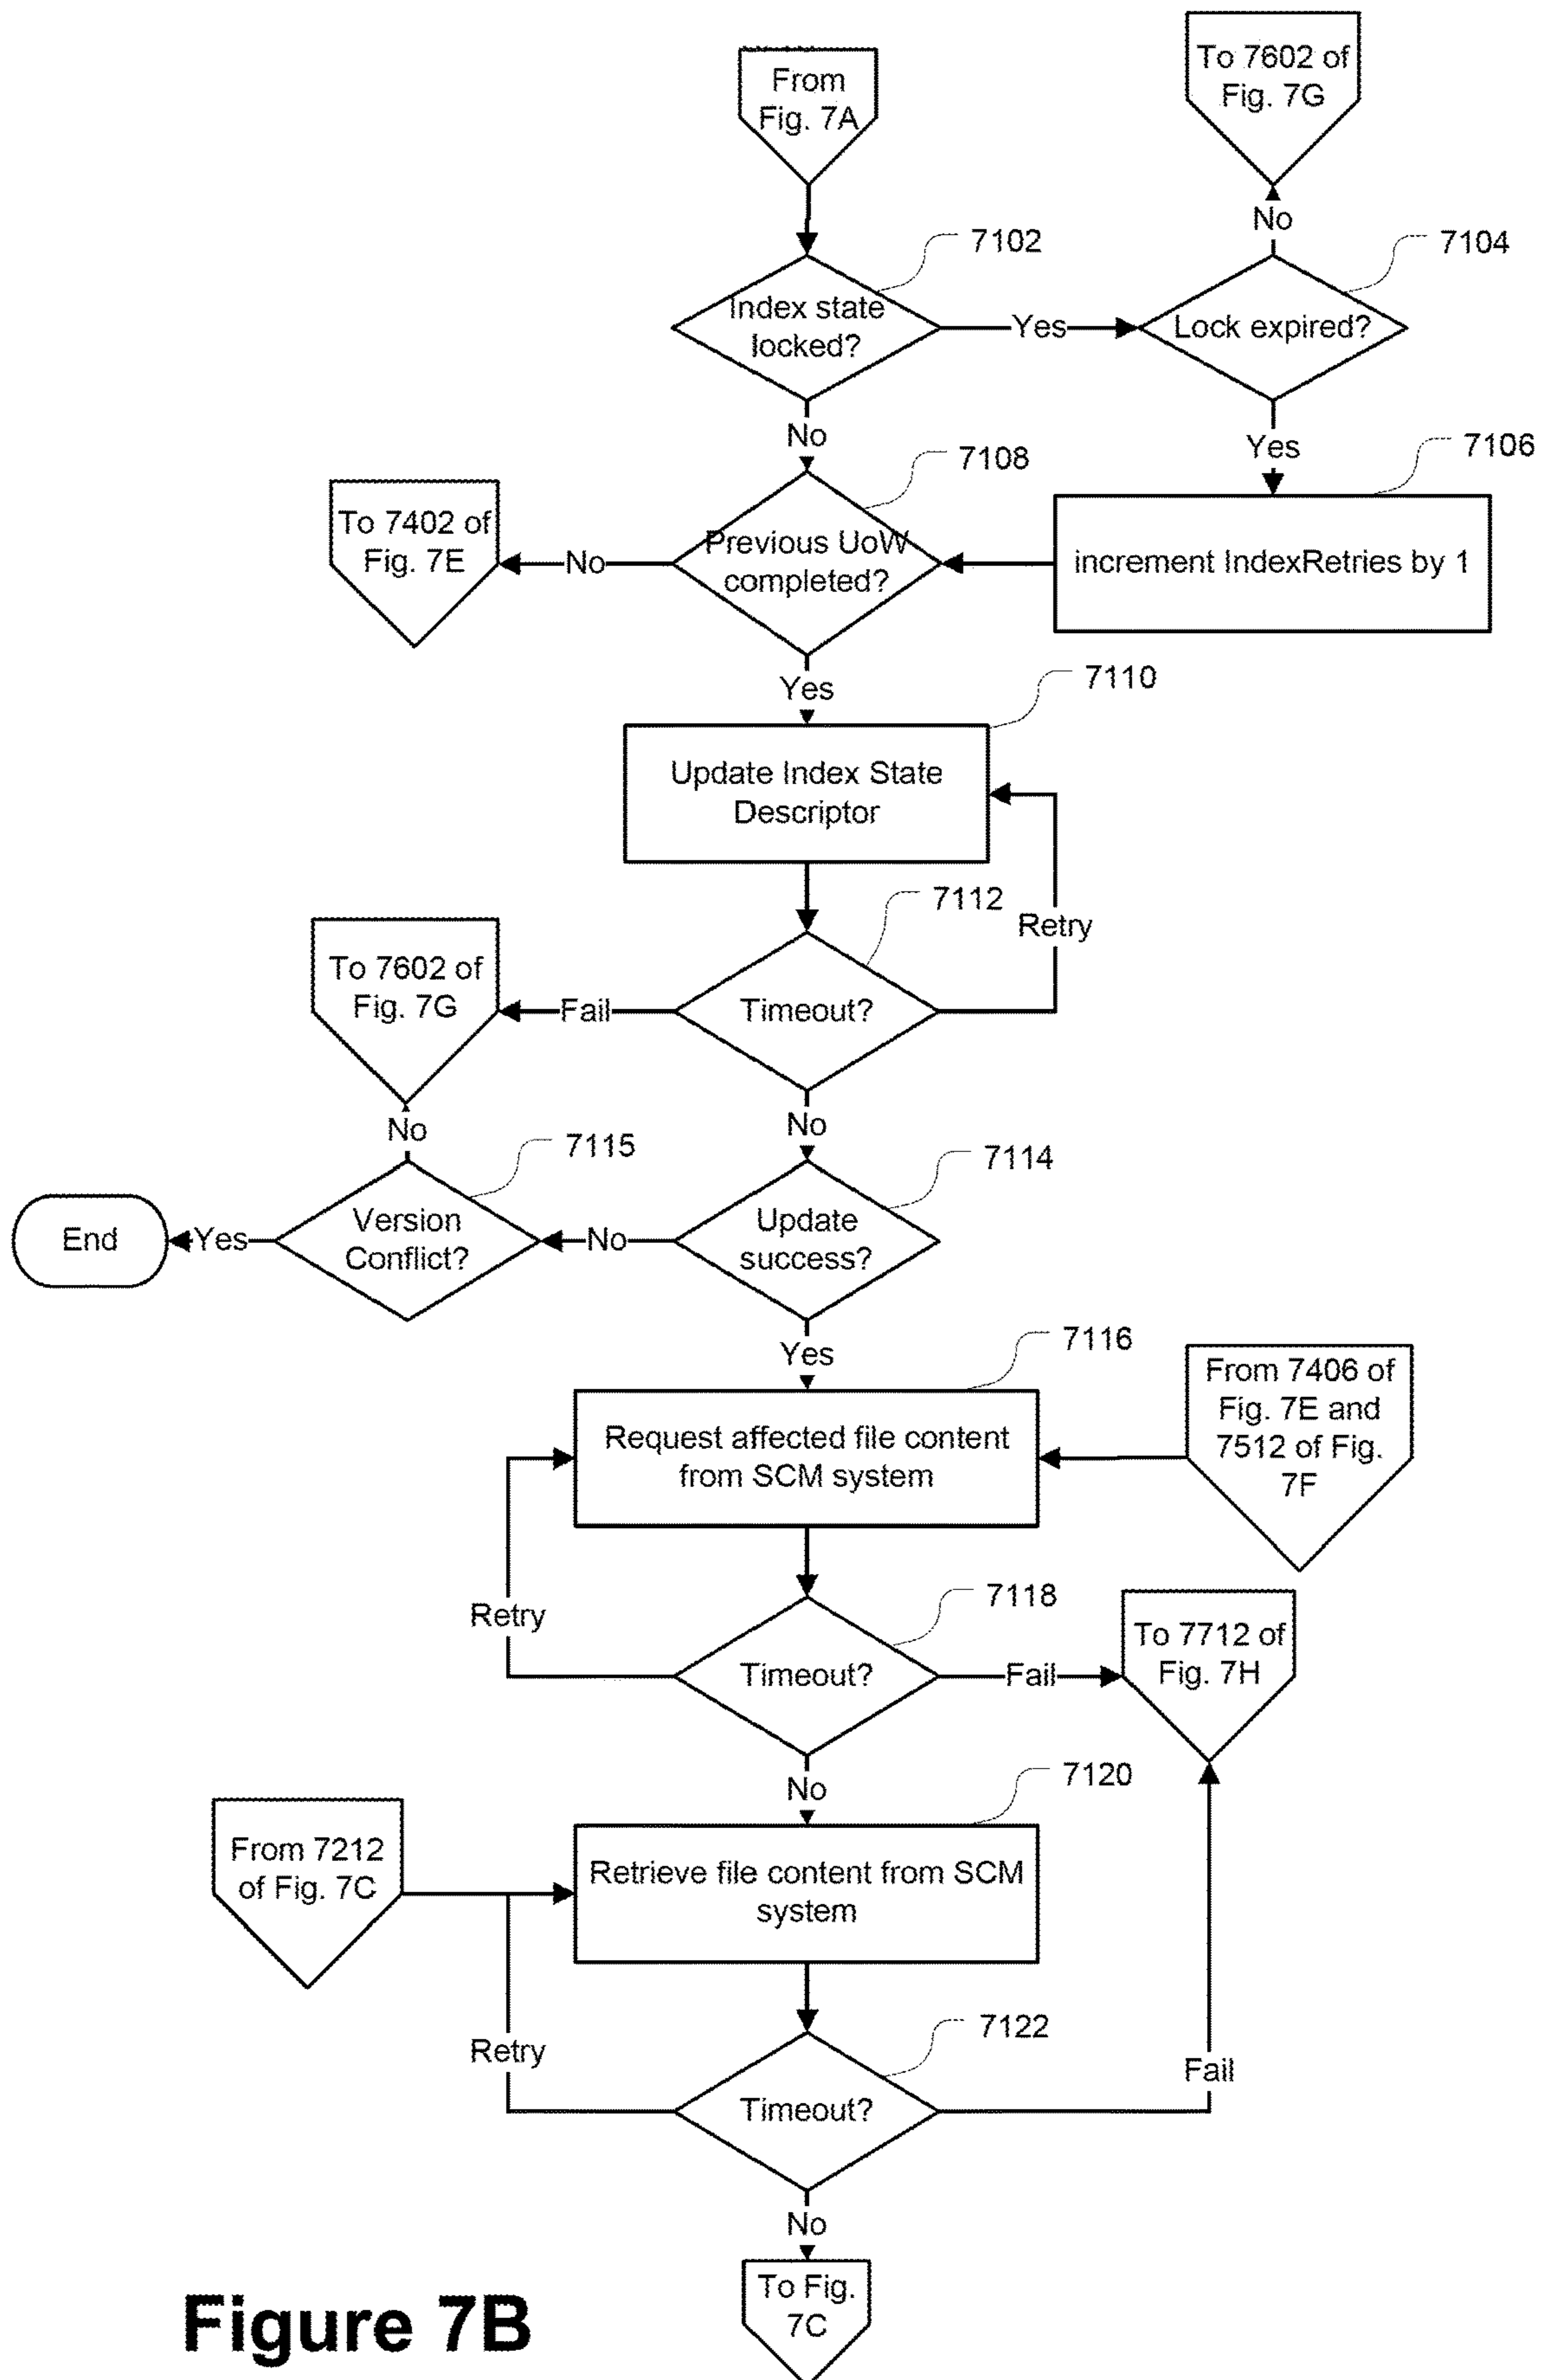 From
Fig. 7A
To 7602 of
Fig. 7G
No
7102
7104
Index state
locked?
Yes
Lock expired?
No
Yes
7106
7108
To 7402 of
Fig. 7E
No
Previous UoW
completed?
increment IndexRetries by 1
Yes
7110
Update Index State
Descriptor
7112
Retry
To 7602 of
Fig. 7G
Fail
Timeout?
No
No
7115
7114
End
Yes
Version
Conflict?
No
Update
success?
Yes
7116
Request affected file content
from SCM system
From 7406 of
Fig. 7E and
7512 of Fig.
7F
7118
Retry
Timeout?
Fail
To 7712 of
Fig. 7H
No
7120
From 7212
of Fig. 7C
Retrieve file content from SCM
system
7122
Retry
Timeout?
Fail
No
To Fig.
7C
Figure 7B